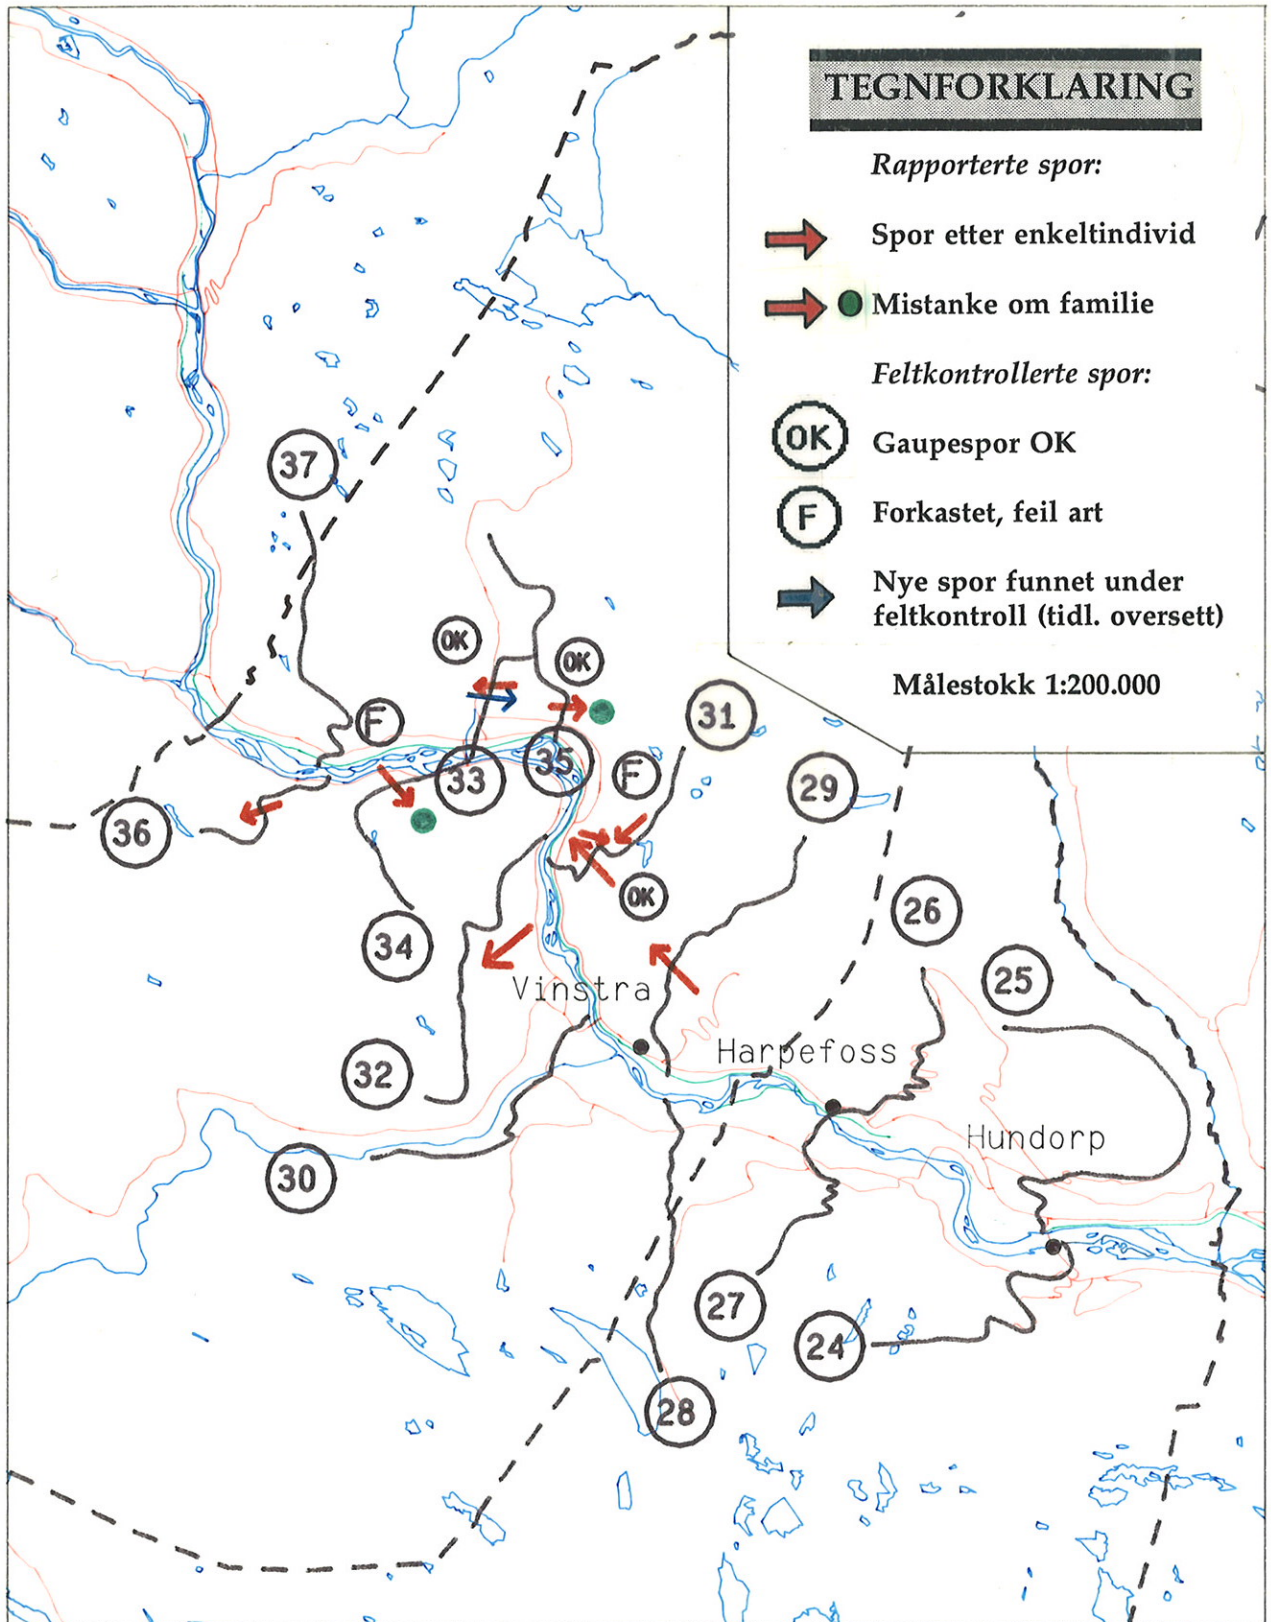 TEGNFORKLARING
Rapporterte spor:
Spor etter enkeltindivid
Mistanke om familie
Feltkontrollerte spor:
OK Gaupespor OK
F Forkastet, feil art
Nye spor funnet under
feltkontroll (tidl. oversett)
Målestokk 1:200.000
37
OK
OK
31
F
33
35
F
29
36
OK
26
34
25
Vinstra
32
Harpefoss
Hundorp
30
27
24
28